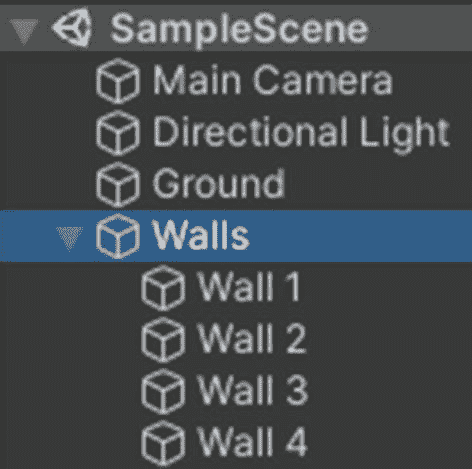 SampleScene
Main Camera
Directional Light
Ground
Walls
Wall 1
Wall 2
Wall 3
Wall 4